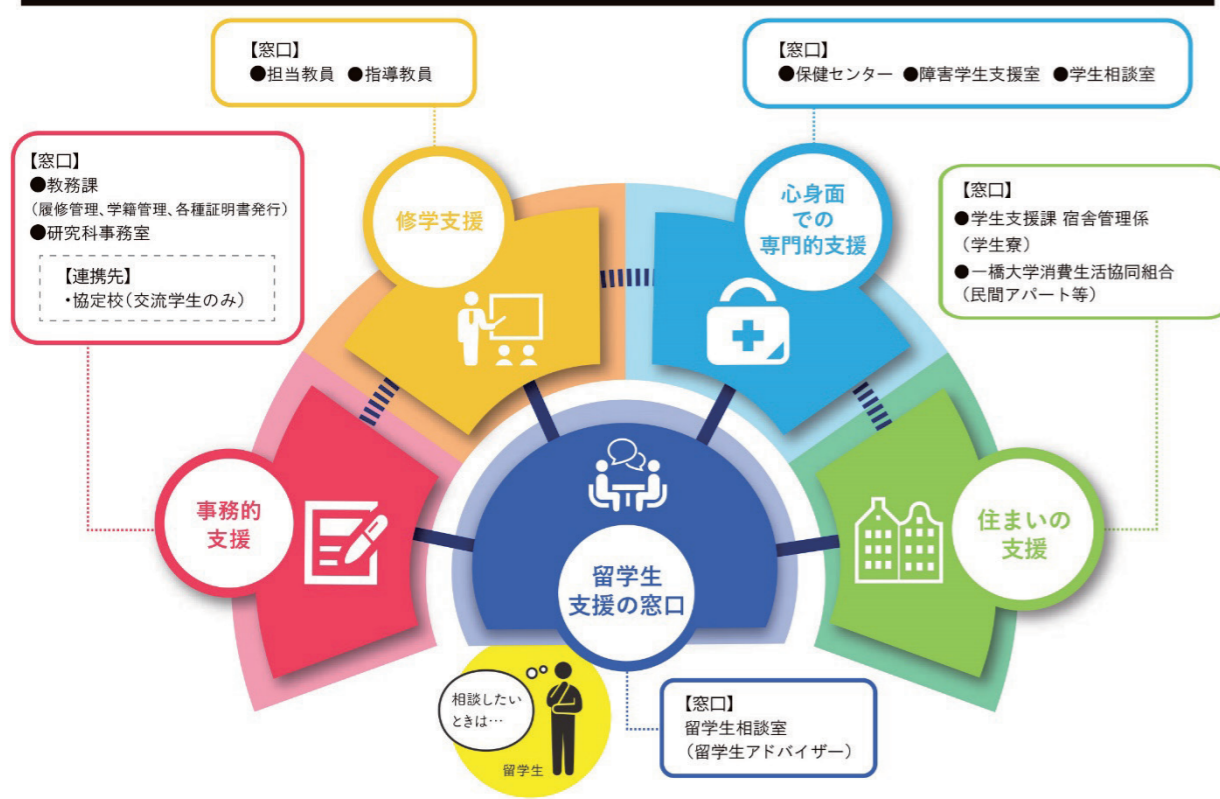 【窓口】
●担当教員 ●指導教員
【窓口】
●保健センター ●障害学生支援室 ●学生相談室
【窓口】
●教務課
(履修管理、学籍管理、各種証明書発行)
●研究科事務室
【連携先】
・協定校(交流学生のみ)
修学支援
心身面
での
専門的支援
【窓口】
●学生支援課 宿舎管理係
(学生寮)
●一橋大学消費生活協同組合
(民間アパート等)
事務的
支援
住まいの
支援
留学生
支援の窓口
相談したい
ときは…
留学生
【窓口】
留学生相談室
(留学生アドバイザー)